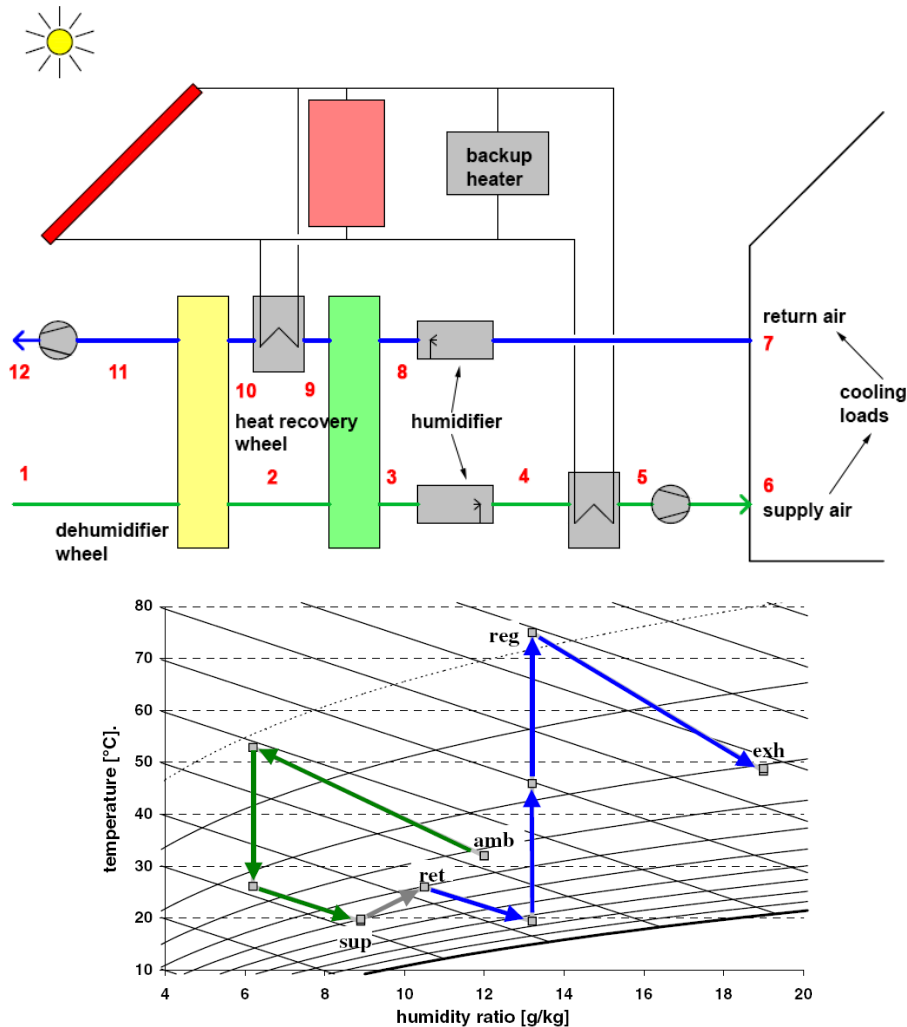 backup
heater
return air
7
12
11
10
9
8
cooling
loads
heat recovery
wheel
humidifier
1
2
3
4
5
6
supply air
dehumidifier
wheel
80
70
60
50
40
30
20
10
temperature [°C].
reg
exh
amb
ret
sup
4
6
8
10
12
14
16
18
20
humidity ratio [g/kg]